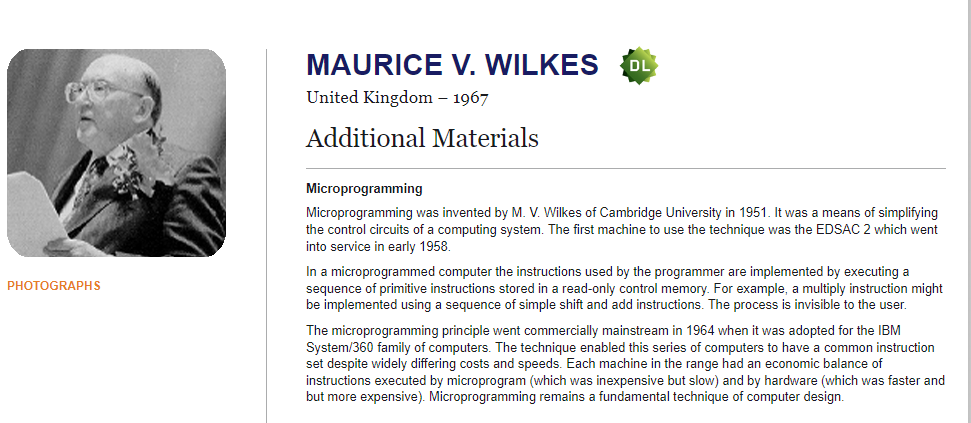 MAURICE V. WILKES DL
United Kingdom – 1967
Additional Materials
Microprogramming
Microprogramming was invented by M. V. Wilkes of Cambridge University in 1951. It was a means of simplifying
the control circuits of a computing system. The first machine to use the technique was the EDSAC 2 which went
into service in early 1958.
In a microprogrammed computer the instructions used by the programmer are implemented by executing a
sequence of primitive instructions stored in a read-only control memory. For example, a multiply instruction might
be implemented using a sequence of simple shift and add instructions. The process is invisible to the user.
The microprogramming principle went commercially mainstream in 1964 when it was adopted for the IBM
System/360 family of computers. The technique enabled this series of computers to have a common instruction
set despite widely differing costs and speeds. Each machine in the range had an economic balance of
instructions executed by microprogram (which was inexpensive but slow) and by hardware (which was faster and
but more expensive). Microprogramming remains a fundamental technique of computer design.
PHOTOGRAPHS